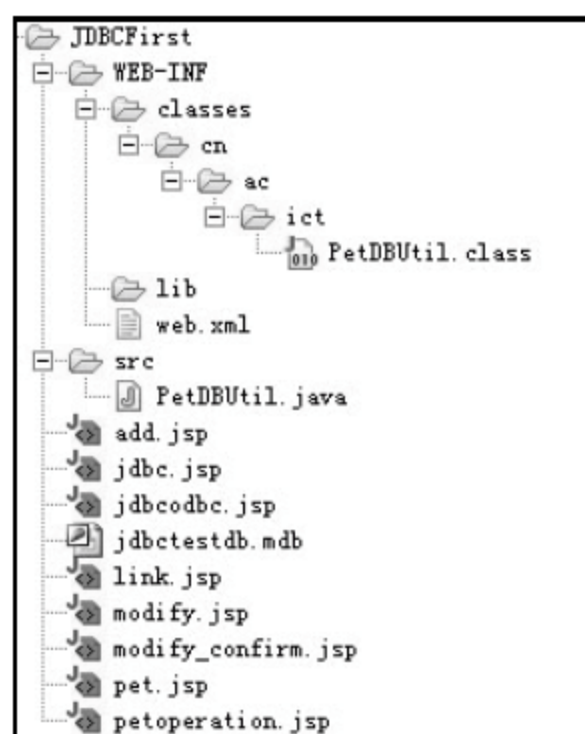 JDBCFirst
WEB-INF
classes
cn
ac
ict
PetDBUtil.class
lib
web.xml
src
PetDBUtil.java
add.jsp
jdbc.jsp
jdbcodbc.jsp
jdbctestdb.mdb
link.jsp
modify.jsp
modify_confirm.jsp
pet.jsp
petoperation.jsp